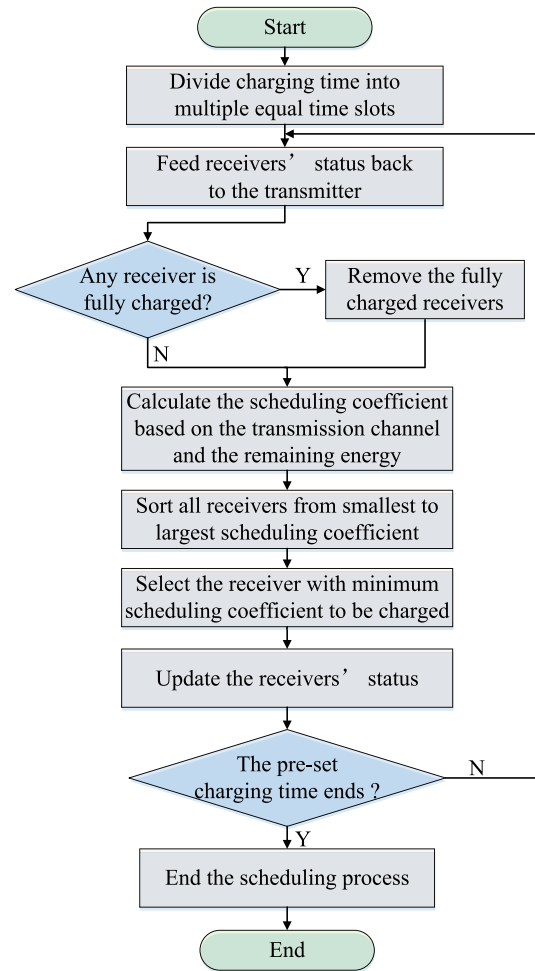 Start
Divide charging time into
multiple equal time slots
Feed receivers’ status back
to the transmitter
Any receiver is
fully charged?
Y
Remove the fully
charged receivers
N
Calculate the scheduling coefficient
based on the transmission channel
and the remaining energy
Sort all receivers from smallest to
largest scheduling coefficient
Select the receiver with minimum
scheduling coefficient to be charged
Update the receivers’ status
The pre-set
charging time ends ?
N
Y
End the scheduling process
End